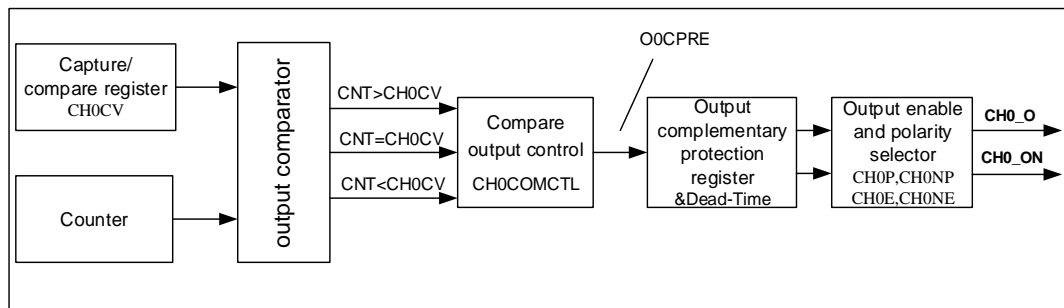 Capture/
compare register
CH0CV
Counter
output comparator
CNT>CH0CV
CNT=CH0CV
CNT<CH0CV
Compare
output control
CH0COMCTL
O0CPRE
Output
complementary
protection
register
&Dead-Time
Output enable
and polarity
selector
CH0P,CH0NP
CH0E,CH0NE
CH0_O
CH0_ON